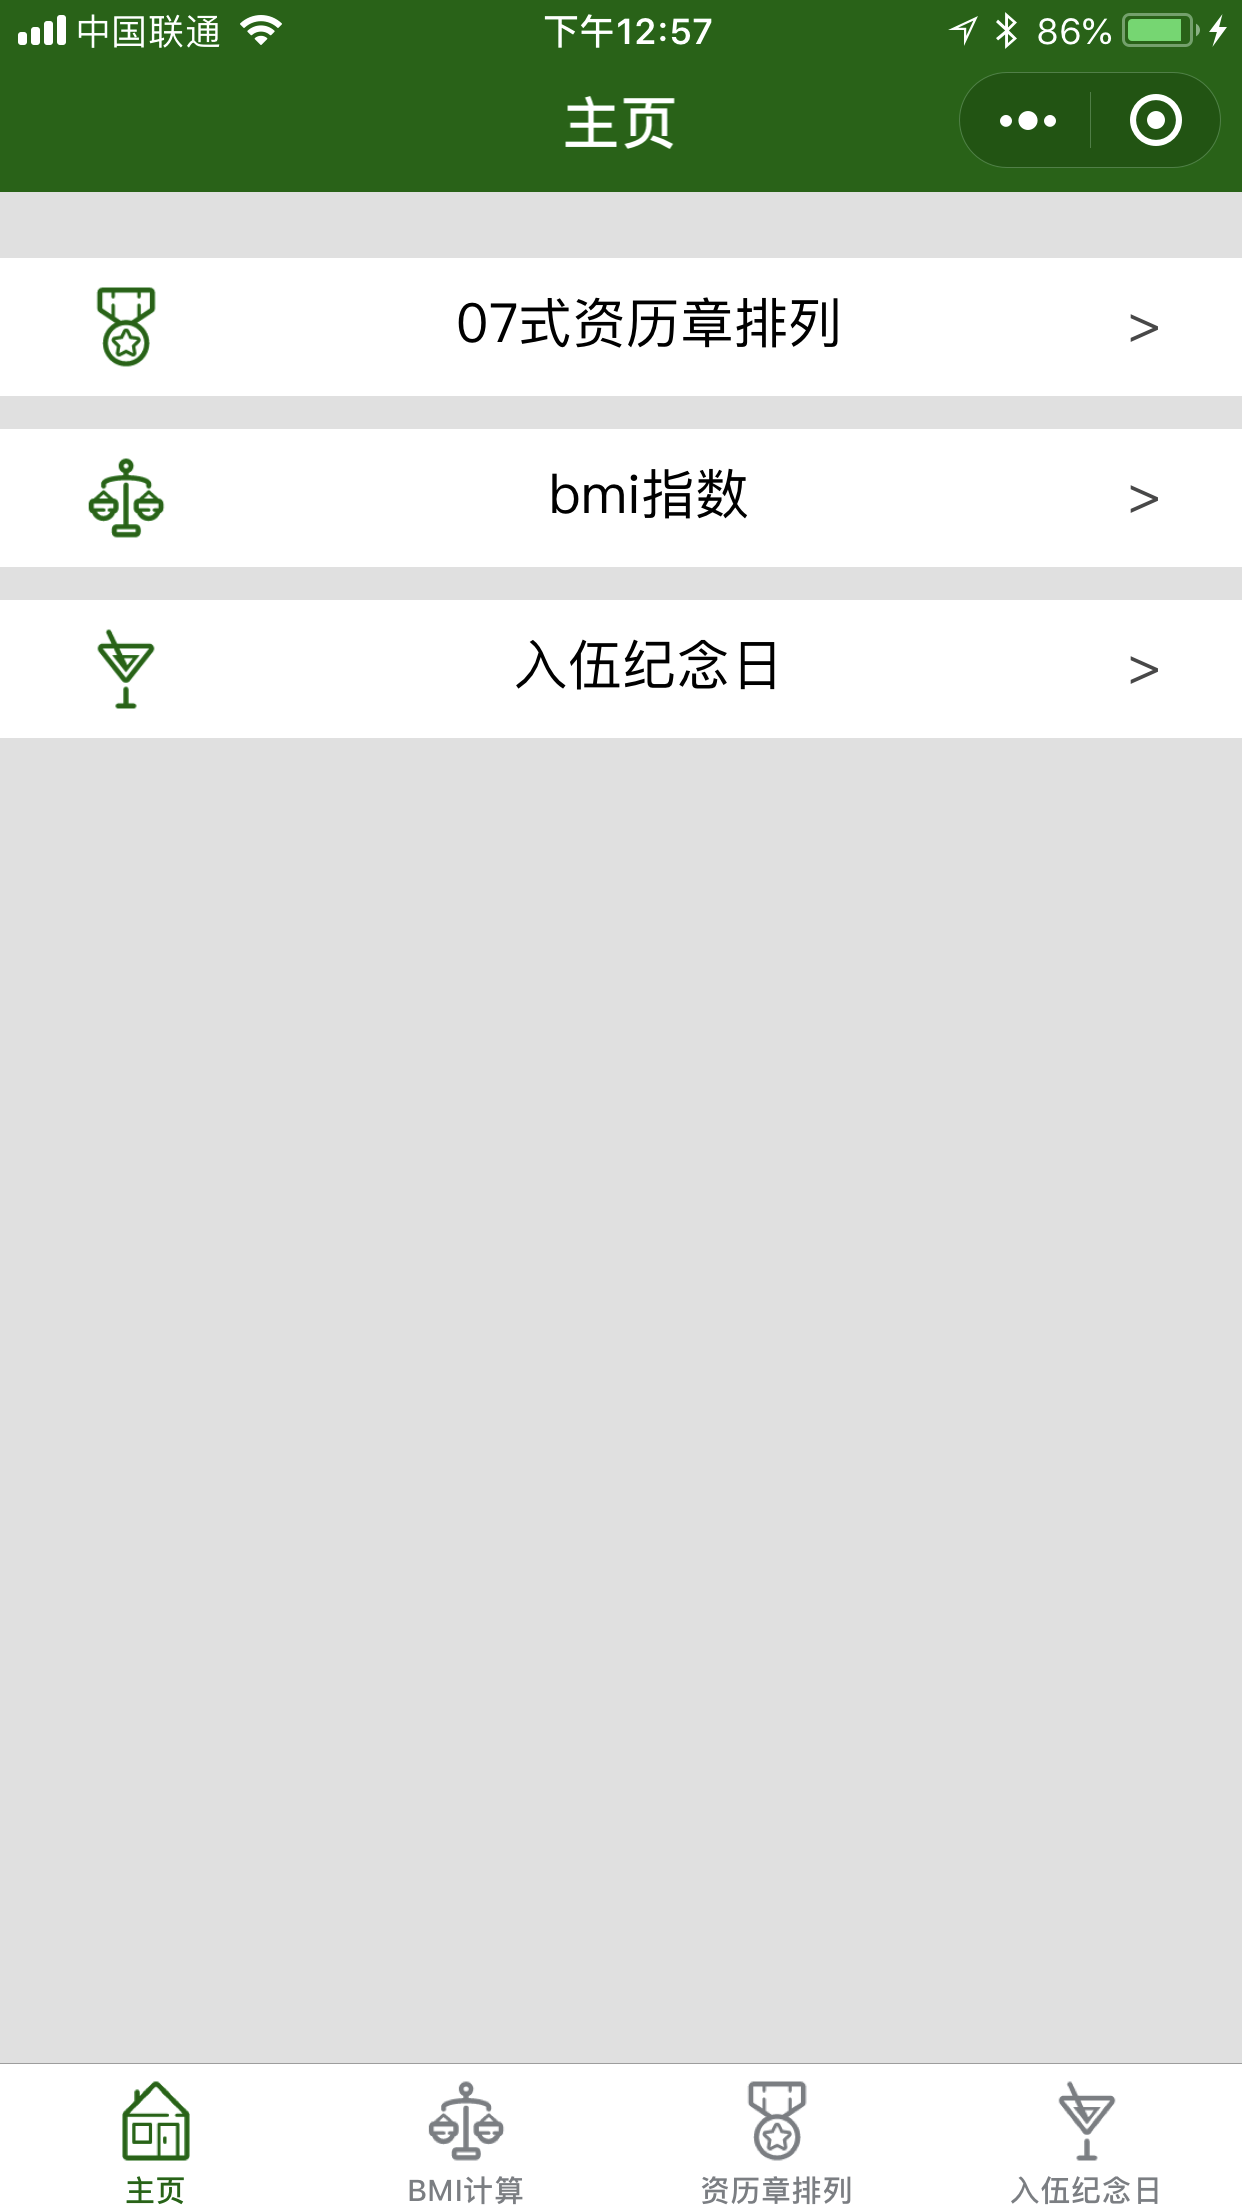 中国联通 下午12:57 86%
主页
07式资历章排列 >
bmi指数 >
入伍纪念日 >
主页 BMI计算 资历章排列 入伍纪念日